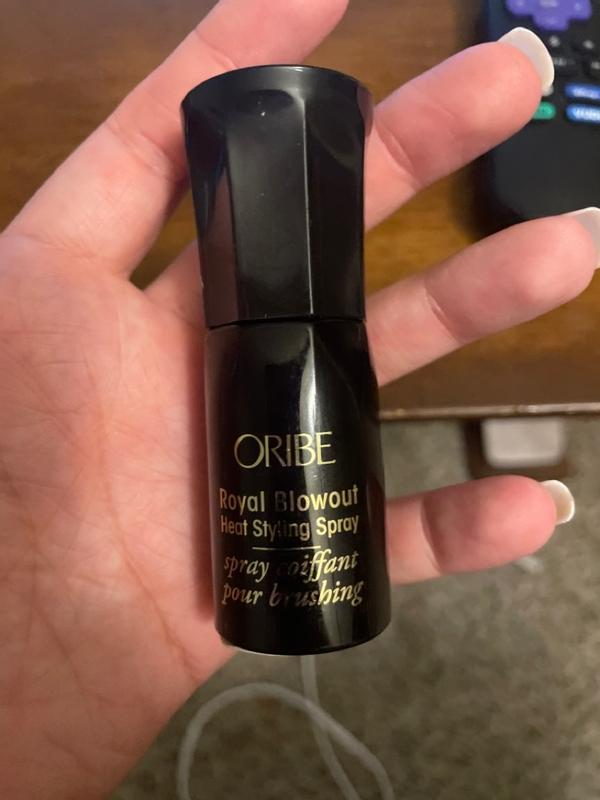 ORIBE
Royal Blowout
Heat Styling Spray
spray coiffant
pour brushing